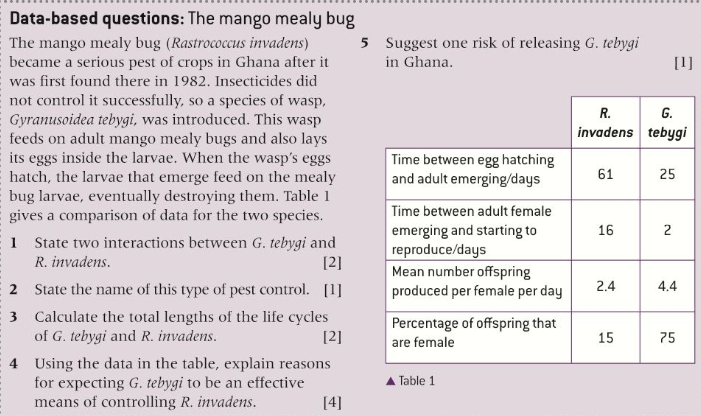 Data-based questions: The mango mealy bug
The mango mealy bug (Rastrococcus invadens)
became a serious pest of crops in Ghana after it
was first found there in 1982. Insecticides did
not control it successfully, so a species of wasp,
Gyranusoidea tebygi, was introduced. This wasp
feeds on adult mango mealy bugs and also lays
its eggs inside the larvae. When the wasp's eggs
hatch, the larvae that emerge feed on the mealy
bug larvae, eventually destroying them. Table 1
gives a comparison of data for the two species.
1 State two interactions between G. tebygi and
R. invadens. [2]
2 State the name of this type of pest control. [1]
3 Calculate the total lengths of the life cycles
of G. tebygi and R. invadens. [2]
4 Using the data in the table, explain reasons
for expecting G. tebygi to be an effective
means of controlling R. invadens. [4]
5 Suggest one risk of releasing G. tebygi
in Ghana. [1]
R. G.
invadens tebygi
Time between egg hatching
and adult emerging/days 61 25
Time between adult female
emerging and starting to 16 2
reproduce/days
Mean number offspring
produced per female per day 2.4 4.4
Percentage of offspring that
are female 15 75
▲ Table 1